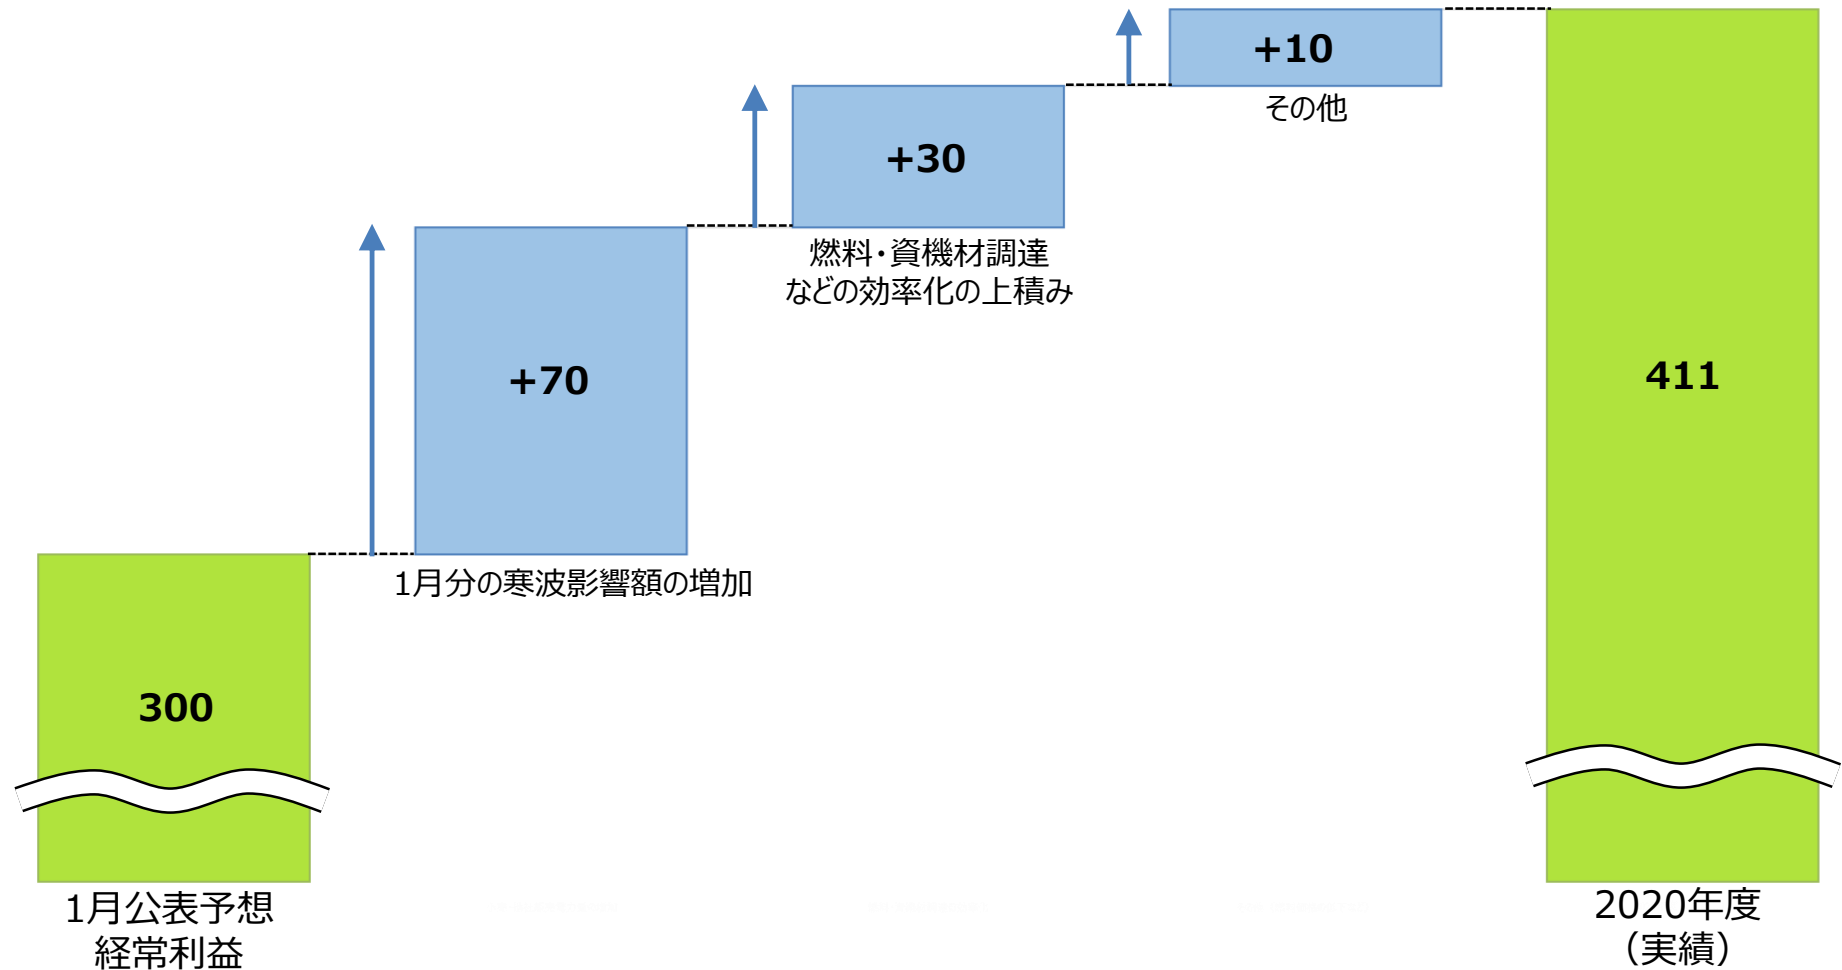 +10
その他
+30
燃料・資機材調達
などの効率化の上積み
+70
1月分の寒波影響額の増加
300
411
1月公表予想
経常利益
2020年度
（実績）